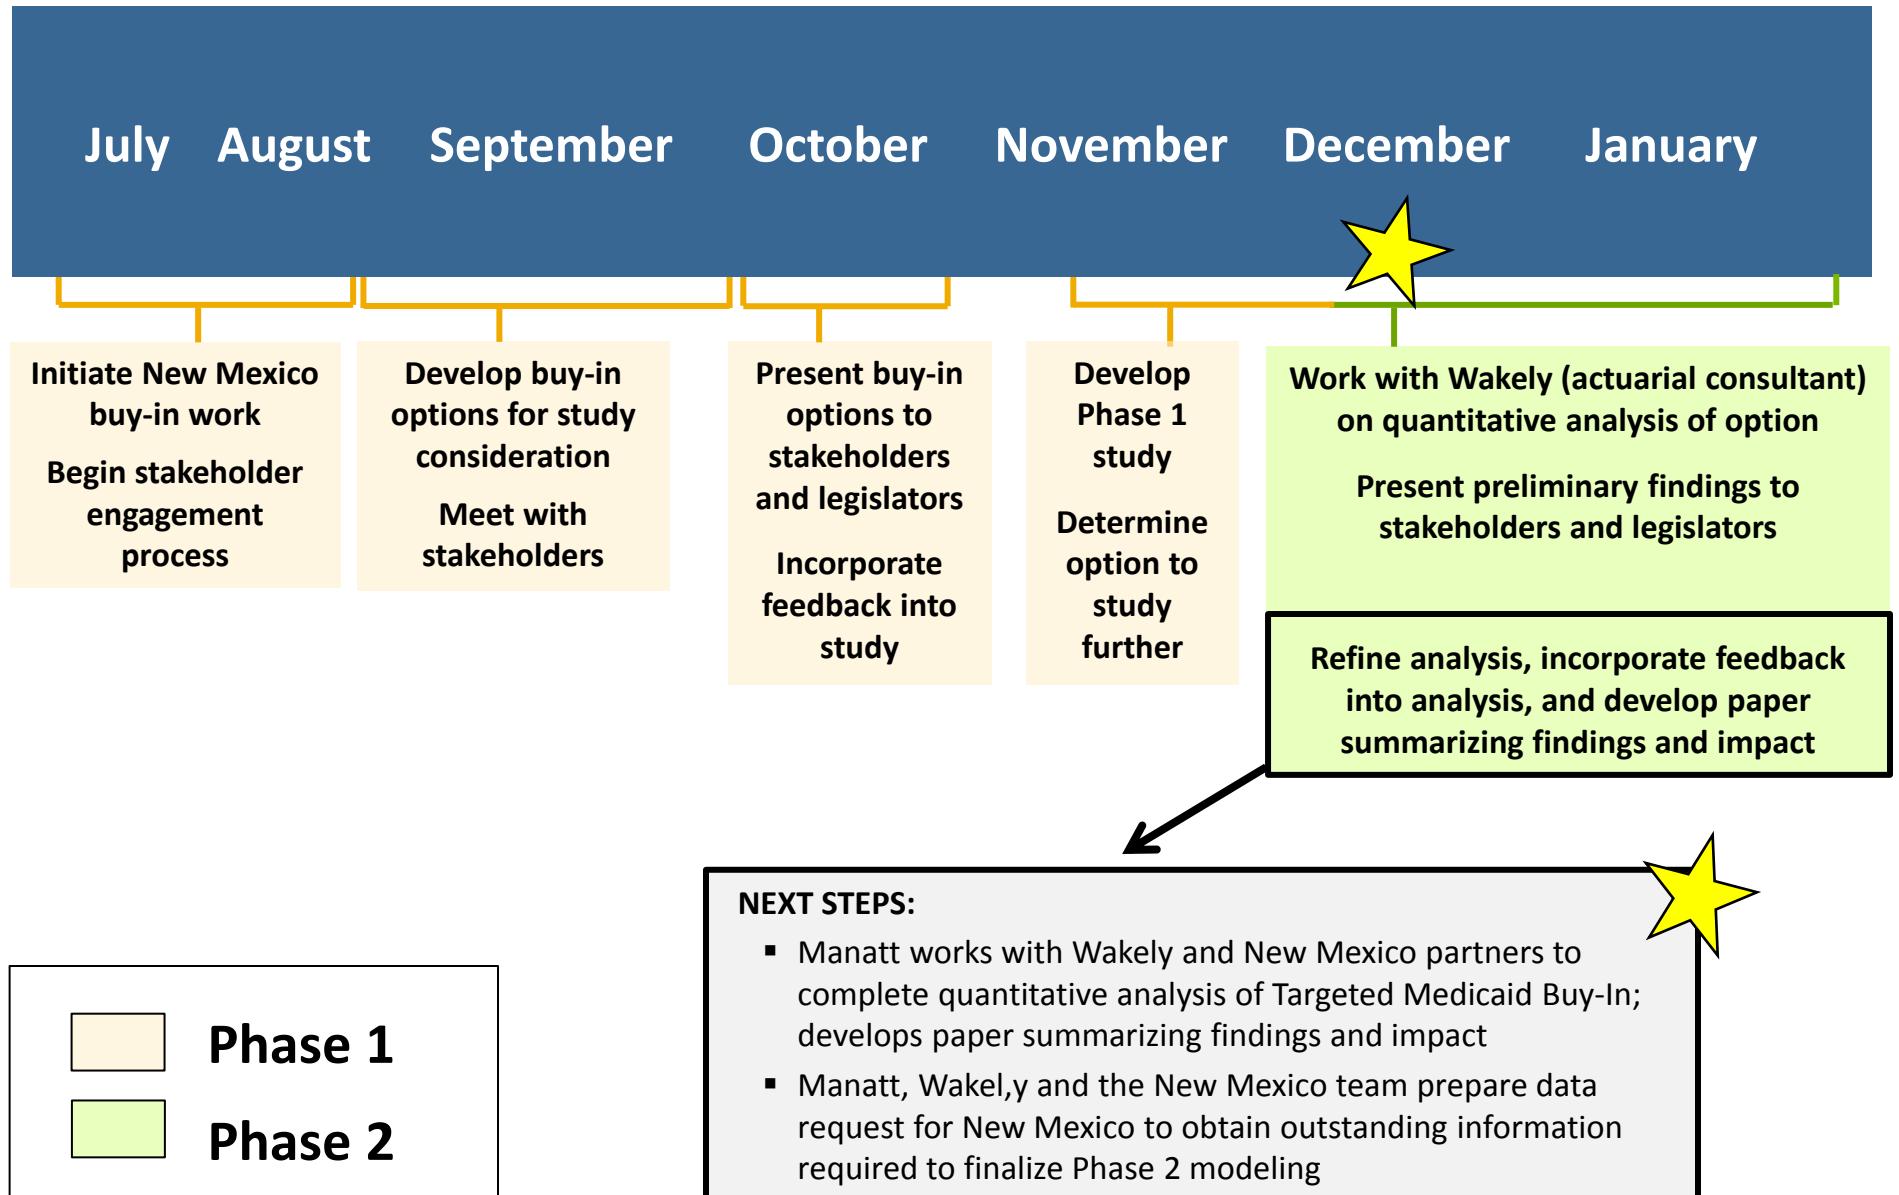 July August September October November December January
Initiate New Mexico
buy-in work
Begin stakeholder
engagement
process
Develop buy-in
options for study
consideration
Meet with
stakeholders
Present buy-in
options to
stakeholders
and legislators
Incorporate
feedback into
study
Develop
Phase 1
study
Determine
option to
study
further
Work with Wakely (actuarial consultant)
on quantitative analysis of option
Present preliminary findings to
stakeholders and legislators
Refine analysis, incorporate feedback
into analysis, and develop paper
summarizing findings and impact
NEXT STEPS:
▪ Manatt works with Wakely and New Mexico partners to
complete quantitative analysis of Targeted Medicaid Buy-In;
develops paper summarizing findings and impact
▪ Manatt, Wakel,y and the New Mexico team prepare data
request for New Mexico to obtain outstanding information
required to finalize Phase 2 modeling
Phase 1
Phase 2